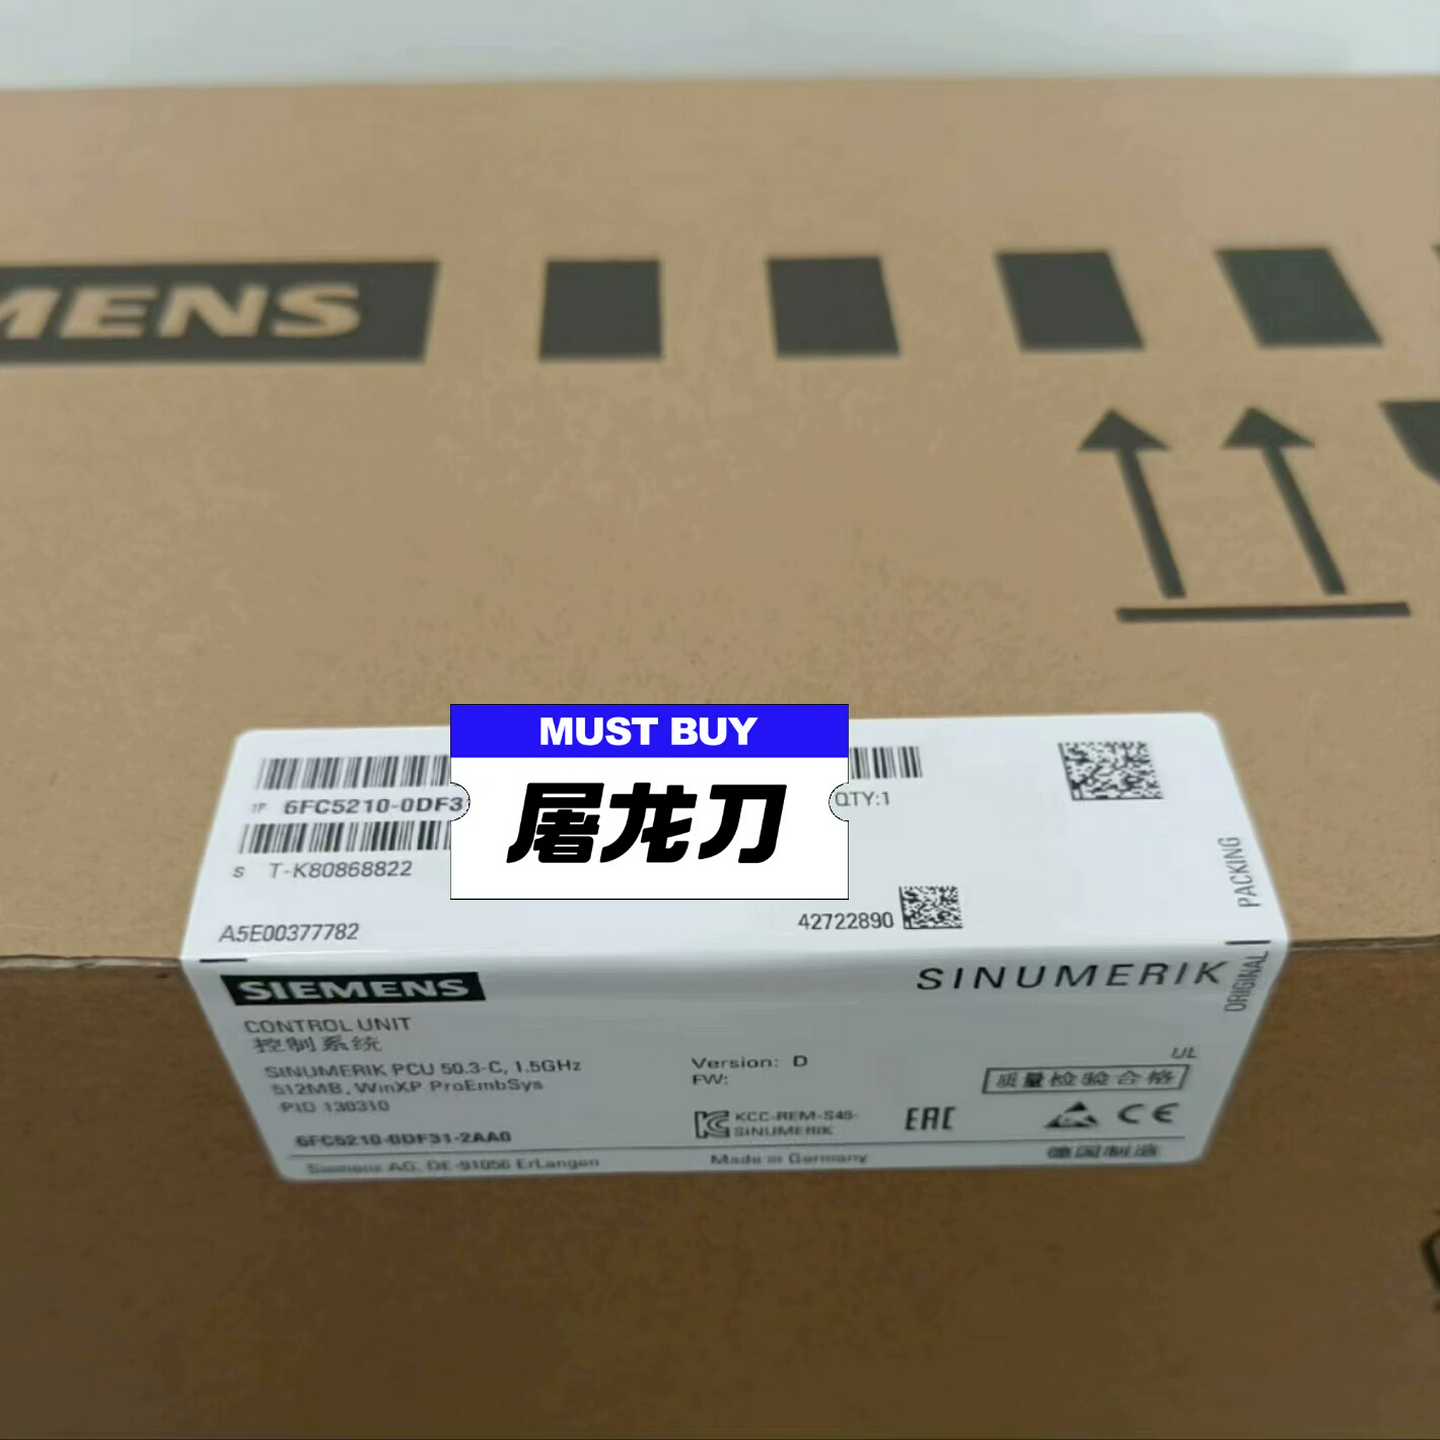 MENS
MUST BUY
屠龙刀
1P 6FC5210-0DF3
QTY:1
S T-K80868822
A5E00377782
42722890
PACKING
ORIGINAL
SIEMENS
SINUMERIK
CONTROL UNIT
控制系统
SINUMERIK PCU 50.3-C, 1.5GHz
512MB, WinXP ProEmbSys
PID 130310
6FC5210-0DF31-2AA0
Version: D
FW:
UL
质量检验合格
KCC-REM-S45-
SINUMERIK
EAC
CE
Siemens AG, DE-91056 ErLangen
Made in Germany
德国制造